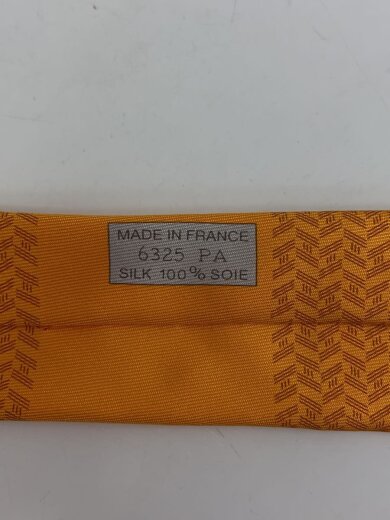 MADE IN FRANCE
6325 PA
SILK 100% SOIE